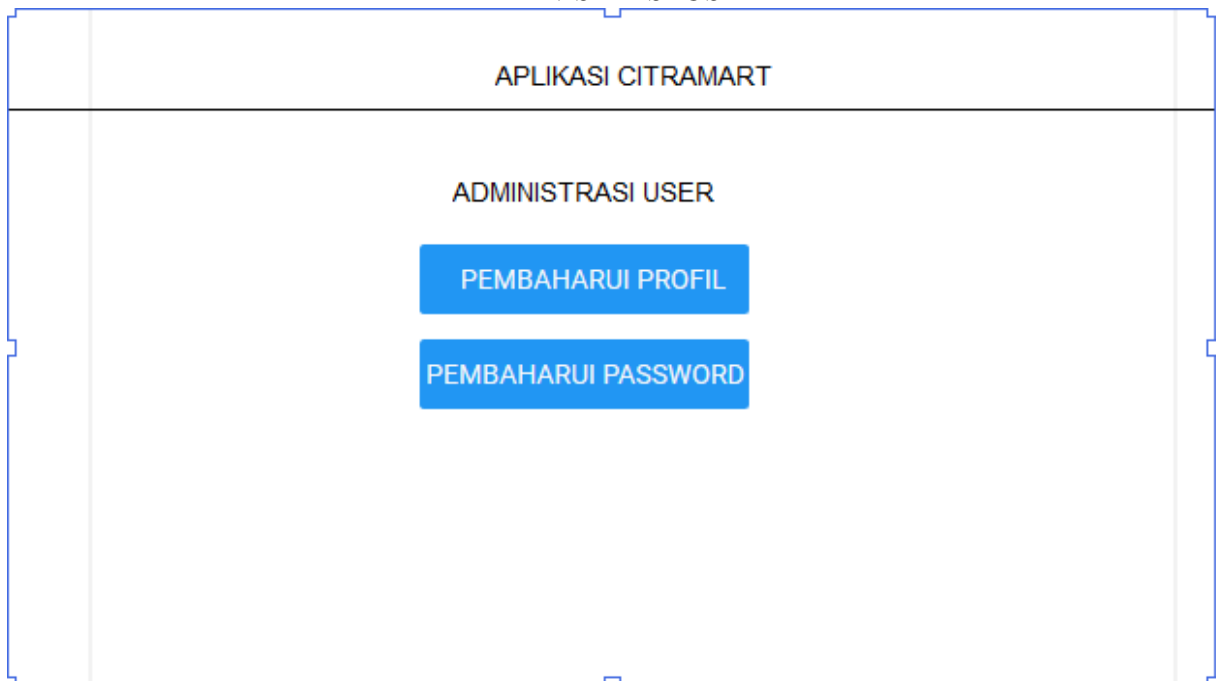 APLIKASI CITRAMART
ADMINISTRASI USER
PEMBAHARUI PROFIL
PEMBAHARUI PASSWORD